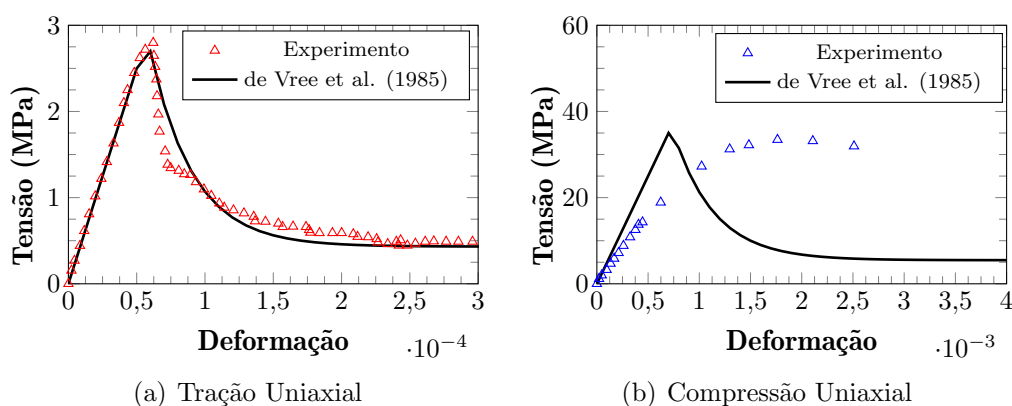 3
2
1
0
Tensão (MPa)
Experimento
de Vree et al. (1985)
0 0,5 1 1,5 2 2,5 3
Deformação
·10⁻⁴
(a) Tração Uniaxial
60
40
20
0
Tensão (MPa)
Experimento
de Vree et al. (1985)
0 0,5 1 1,5 2 2,5 3 3,5 4
Deformação
·10⁻³
(b) Compressão Uniaxial